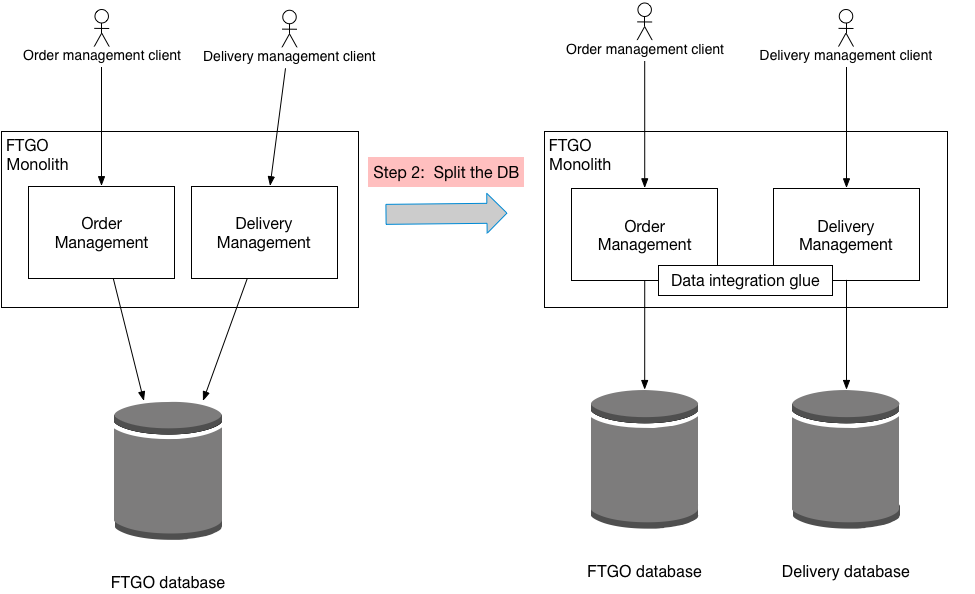 Order management client
Delivery management client
FTGO
Monolith
Order
Management
Delivery
Management
FTGO database
Step 2:  Split the DB
Order management client
Delivery management client
FTGO
Monolith
Order
Management
Delivery
Management
Data integration glue
FTGO database
Delivery database